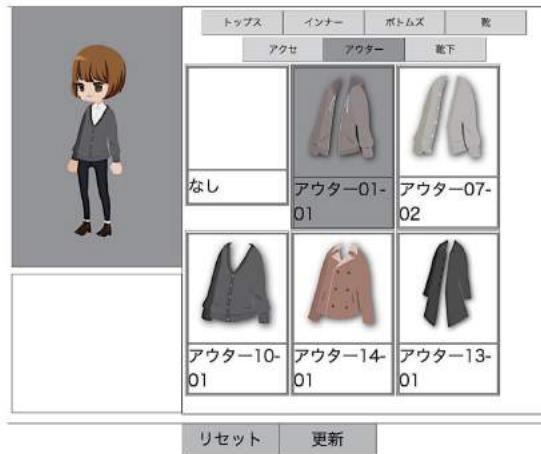 トップス インナー ボトムズ 靴
アクセ アウター 靴下
なし
アウター01-
01
アウター07-
02
アウター10-
01
アウター14-
01
アウター13-
01
リセット 更新